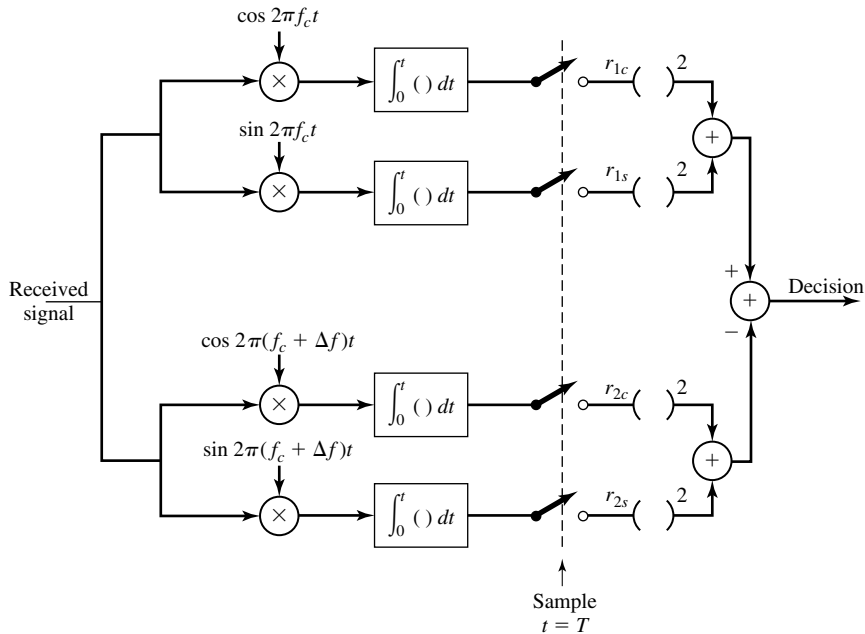 cos 2πf_c t
∫_0^t ( ) dt
r_1c
( )^2
×
+
sin 2πf_c t
∫_0^t ( ) dt
r_1s
( )^2
×
+
Received
signal
+
Decision
−
cos 2π(f_c + Δf)t
∫_0^t ( ) dt
r_2c
( )^2
×
+
sin 2π(f_c + Δf)t
∫_0^t ( ) dt
r_2s
( )^2
×
Sample
t = T